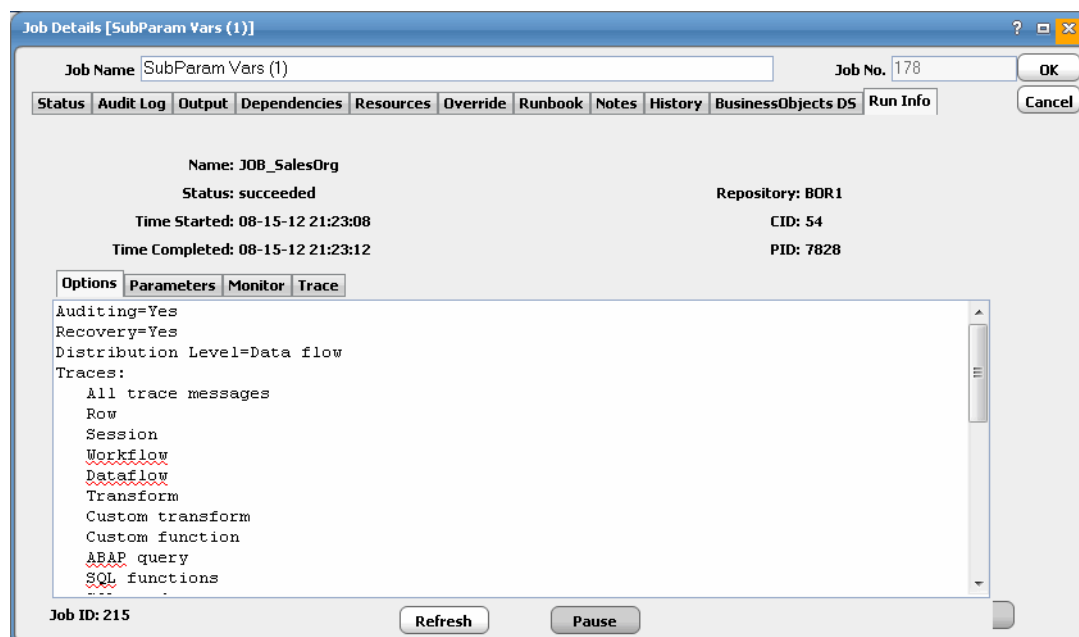 Job Details [SubParam Vars (1)] ?
Job Name SubParam Vars (1) Job No. 178 OK
Status Audit Log Output Dependencies Resources Override Runbook Notes History BusinessObjects DS Run Info Cancel
Name: JOB_SalesOrg
Status: succeeded Repository: BOR1
Time Started: 08-15-12 21:23:08 CID: 54
Time Completed: 08-15-12 21:23:12 PID: 7828
Options Parameters Monitor Trace
Auditing=Yes
Recovery=Yes
Distribution Level=Data flow
Traces:
All trace messages
Row
Session
Workflow
Dataflow
Transform
Custom transform
Custom function
ABAP query
SQL functions
Job ID: 215 Refresh Pause